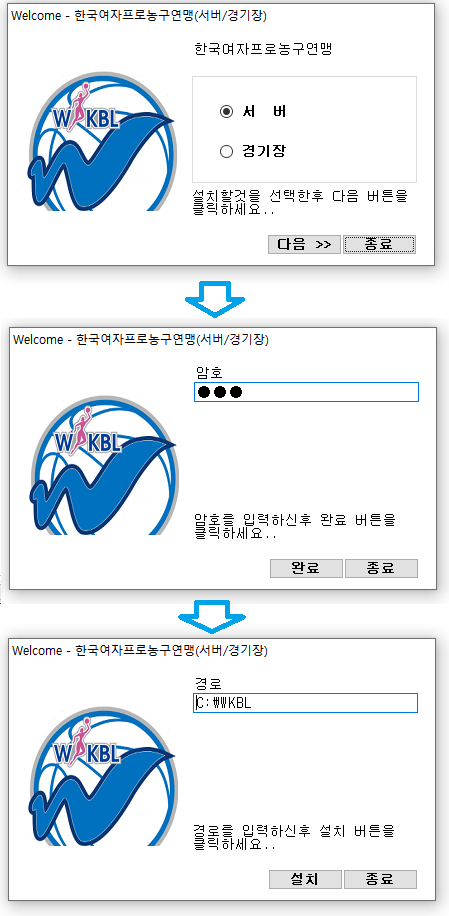 Welcome - 한국여자프로농구연맹(서버/경기장)
한국여자프로농구연맹
WKBL
서 버
경기장
설치할것을 선택한후 다음 버튼을
클릭하세요..
다음 >> 종료
Welcome - 한국여자프로농구연맹(서버/경기장)
암호
●●●
WKBL
암호를 입력하신후 완료 버튼을
클릭하세요..
완료 종료
Welcome - 한국여자프로농구연맹(서버/경기장)
경로
C:₩WKBL
WKBL
경로를 입력하신후 설치 버튼을
클릭하세요..
설치 종료